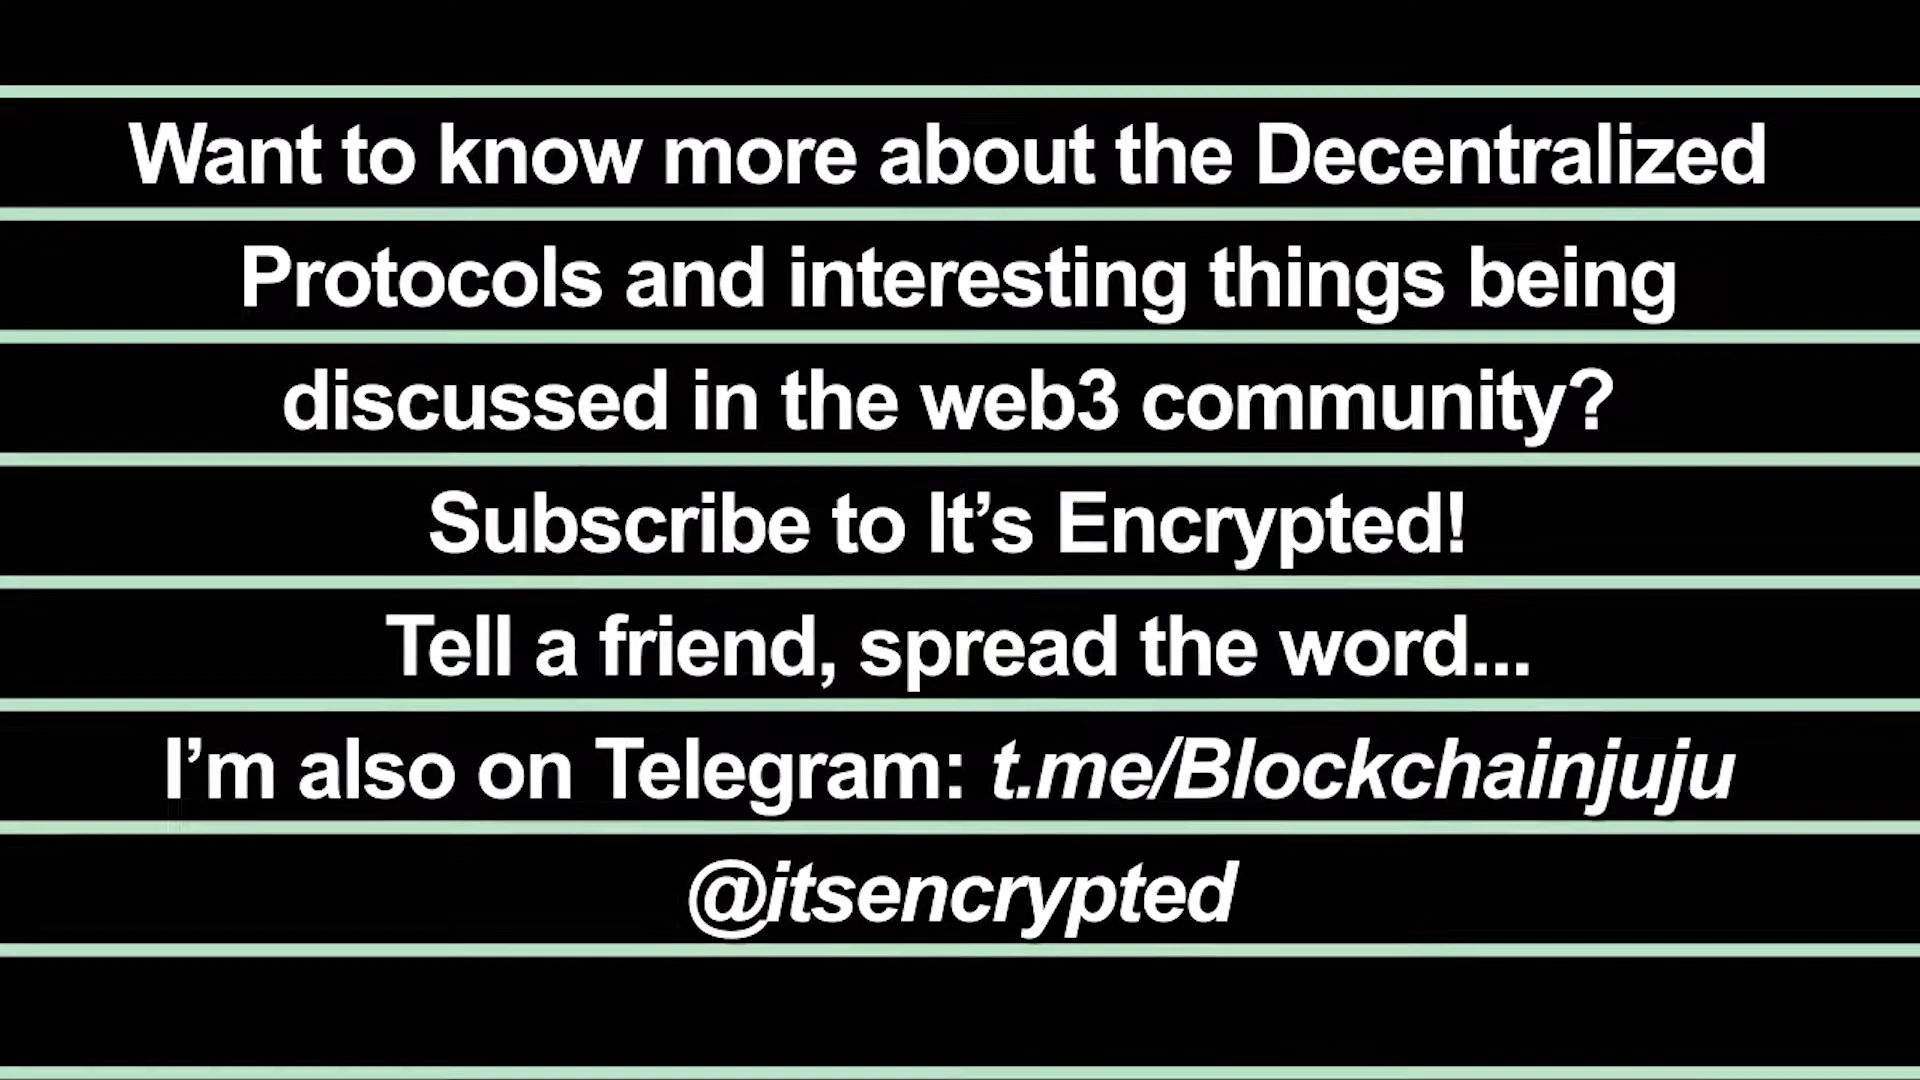 Want to know more about the Decentralized
Protocols and interesting things being
discussed in the web3 community?
Subscribe to It’s Encrypted!
Tell a friend, spread the word...
I’m also on Telegram: t.me/Blockchainjuju
@itsencrypted